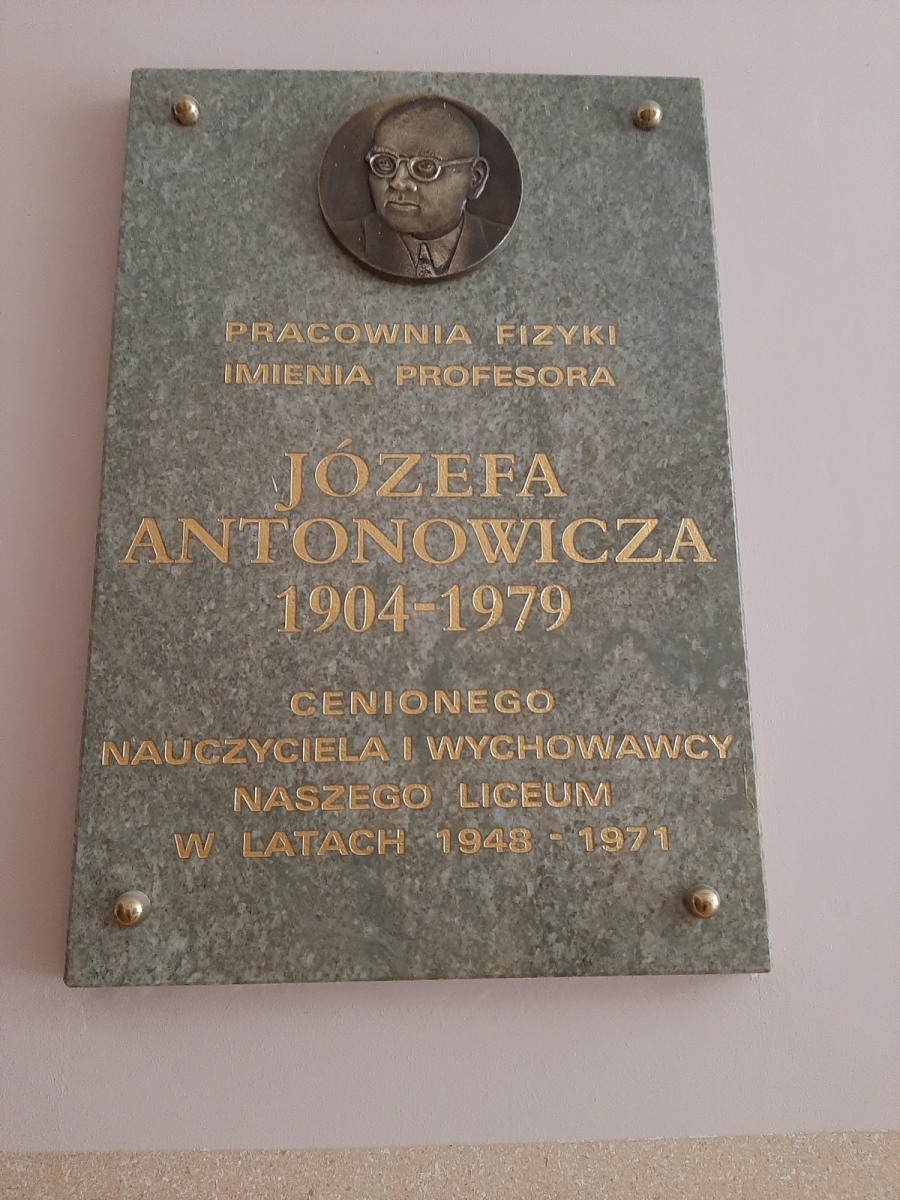 PRACOWNIA FIZYKI
IMIENIA PROFESORA
JÓZEFA
ANTONOWICZA
1904-1979
CENIONEGO
NAUCZYCIELA I WYCHOWAWCY
NASZEGO LICEUM
W LATACH 1948 - 1971